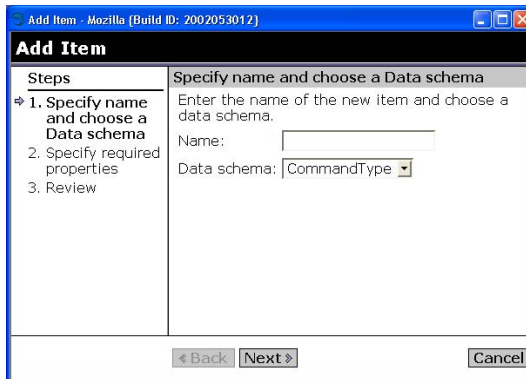 Add Item - Mozilla {Build ID: 2002053012}
Add Item
Steps
1. Specify name
and choose a
Data schema
2. Specify required
properties
3. Review
Specify name and choose a Data schema
Enter the name of the new item and choose a
data schema.
Name:
Data schema: CommandType
Back Next Cancel